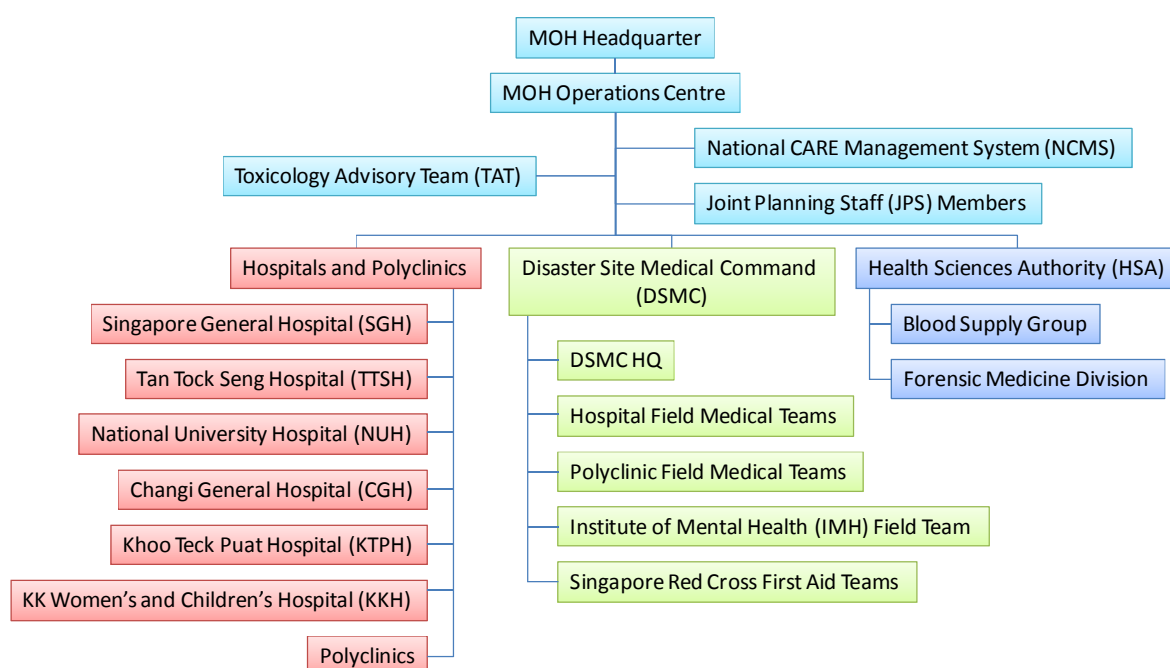 MOH Headquarter
MOH Operations Centre
National CARE Management System (NCMS)
Toxicology Advisory Team (TAT)
Joint Planning Staff (JPS) Members
Hospitals and Polyclinics
Singapore General Hospital (SGH)
Tan Tock Seng Hospital (TTSH)
National University Hospital (NUH)
Changi General Hospital (CGH)
Khoo Teck Puat Hospital (KTPH)
KK Women’s and Children’s Hospital (KKH)
Polyclinics
Disaster Site Medical Command
(DSMC)
DSMC HQ
Hospital Field Medical Teams
Polyclinic Field Medical Teams
Institute of Mental Health (IMH) Field Team
Singapore Red Cross First Aid Teams
Health Sciences Authority (HSA)
Blood Supply Group
Forensic Medicine Division